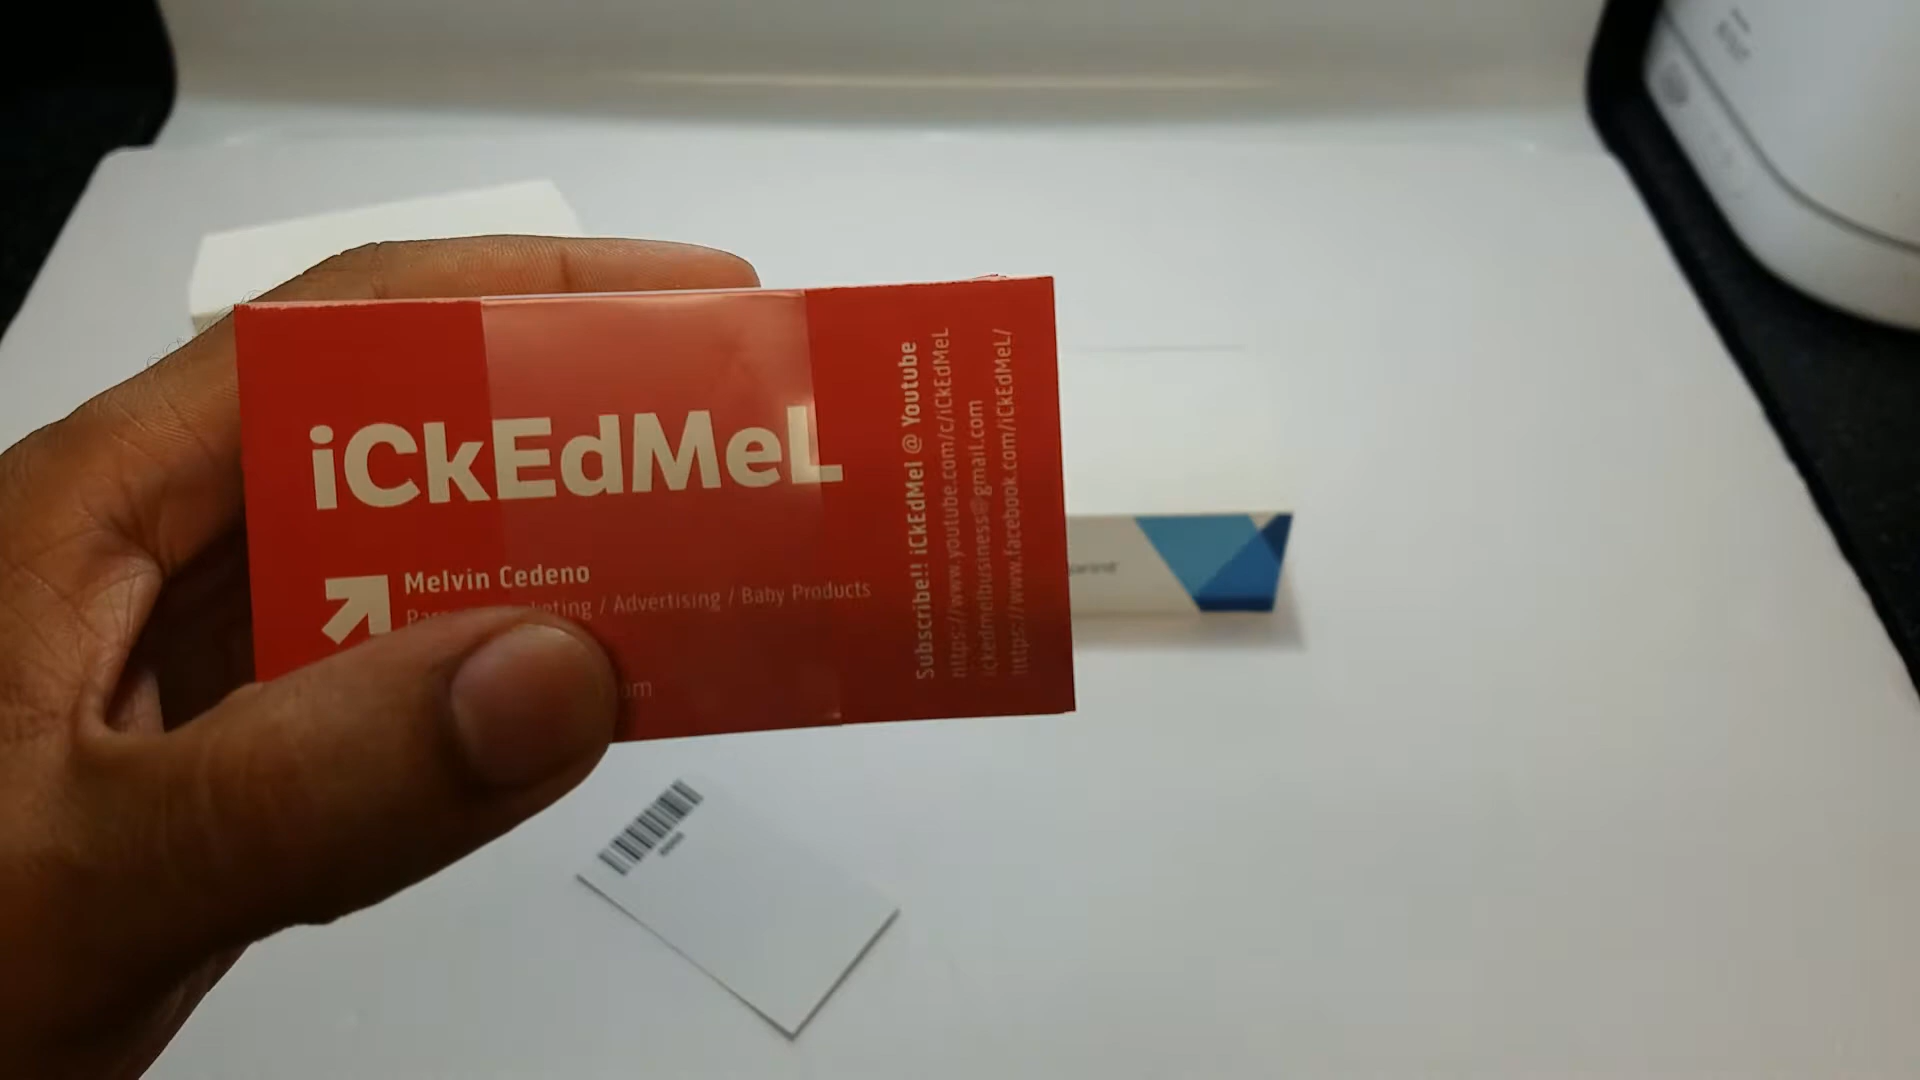 iCkEdMeL
Melvin Cedeno
/ Advertising / Baby Products
om
Subscribe!! iCkEdMel @ Youtube
https://www.youtube.com/c/iCkEdMeL
ickedmelbusiness@gmail.com
https://www.facebook.com/iCkEdMeL/